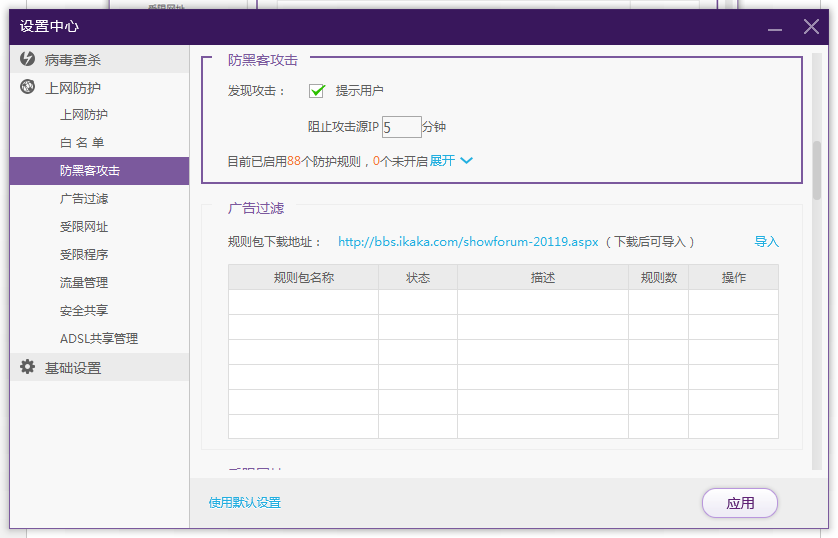 设置中心
病毒查杀
上网防护
上网防护
白 名 单
防黑客攻击
广告过滤
受限网址
受限程序
流量管理
安全共享
ADSL共享管理
基础设置
防黑客攻击
发现攻击： 提示用户
阻止攻击源IP 5 分钟
目前已启用88个防护规则，0个未开启 展开
广告过滤
规则包下载地址： http://bbs.ikaka.com/showforum-20119.aspx （下载后可导入） 导入
规则包名称 状态 描述 规则数 操作
使用默认设置
应用